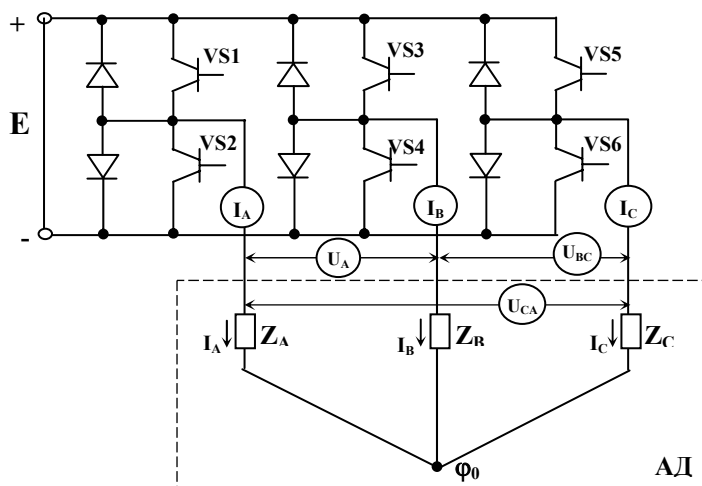 +
VS1
VS3
VS5
E
VS2
VS4
VS6
I_A
I_B
I_C
-
U_A
U_BC
U_CA
I_A
Z_A
I_B
Z_B
I_C
Z_C
φ_0
АД